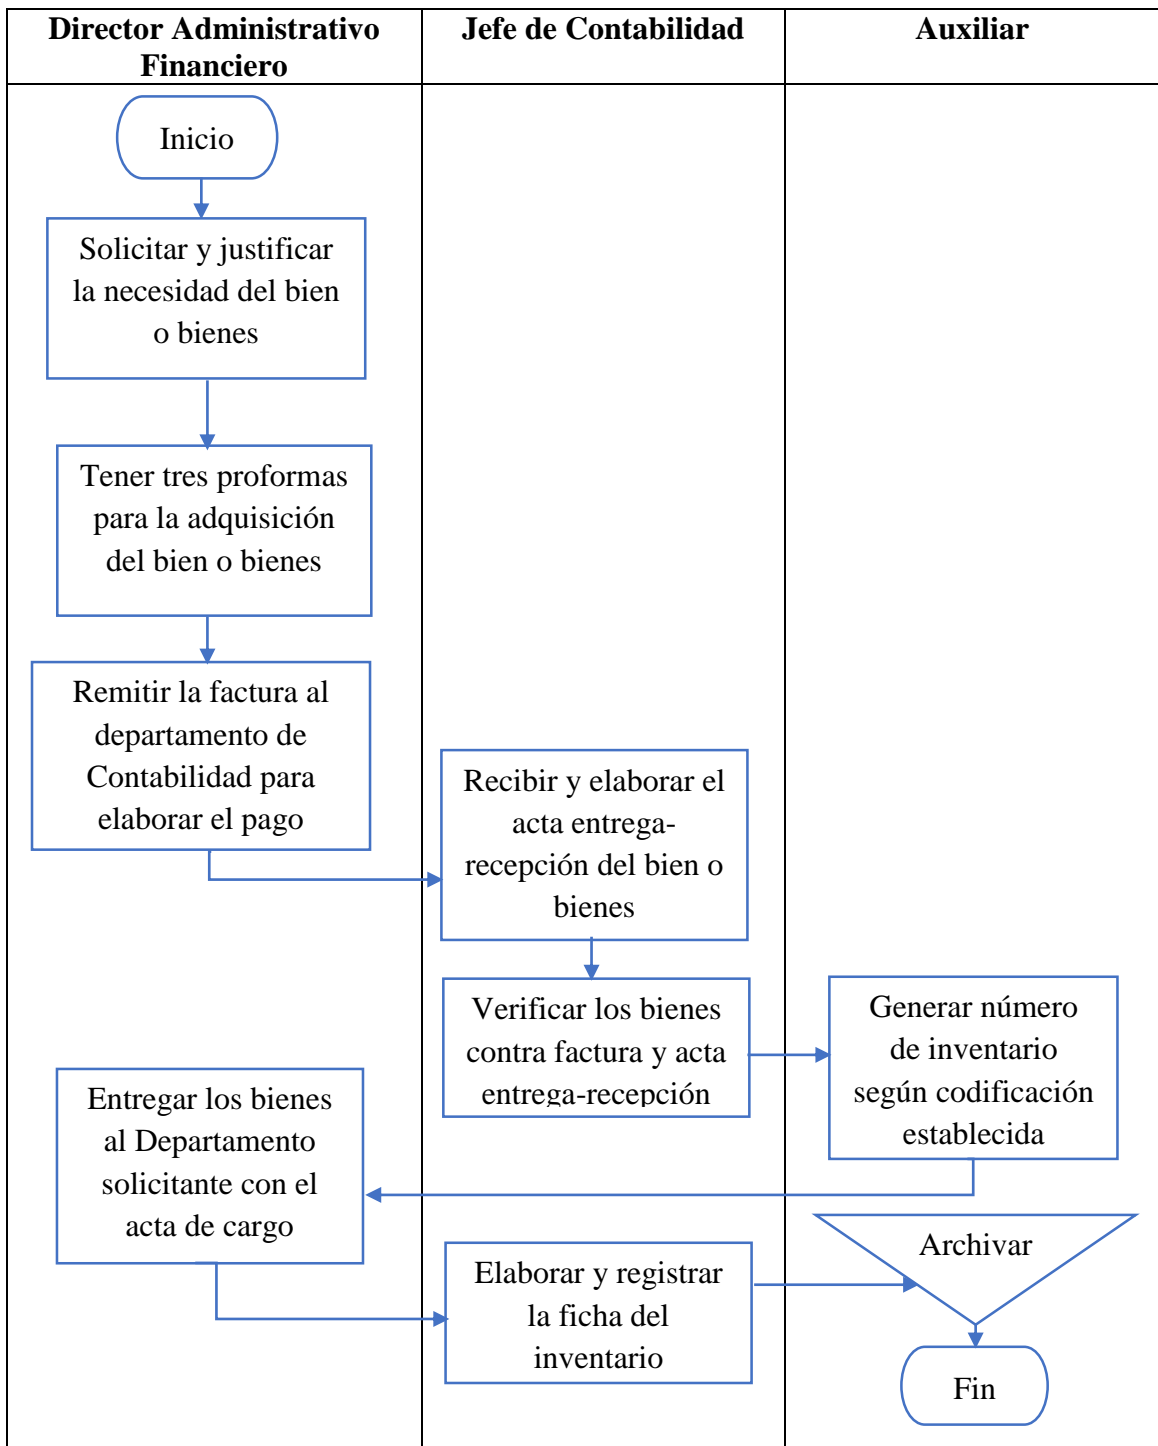 Director Administrativo
Financiero
Jefe de Contabilidad
Auxiliar
Inicio
Solicitar y justificar
la necesidad del bien
o bienes
Tener tres proformas
para la adquisición
del bien o bienes
Remitir la factura al
departamento de
Contabilidad para
elaborar el pago
Recibir y elaborar el
acta entrega-
recepción del bien o
bienes
Verificar los bienes
contra factura y acta
entrega-recepción
Generar número
de inventario
según codificación
establecida
Entregar los bienes
al Departamento
solicitante con el
acta de cargo
Elaborar y registrar
la ficha del
inventario
Archivar
Fin